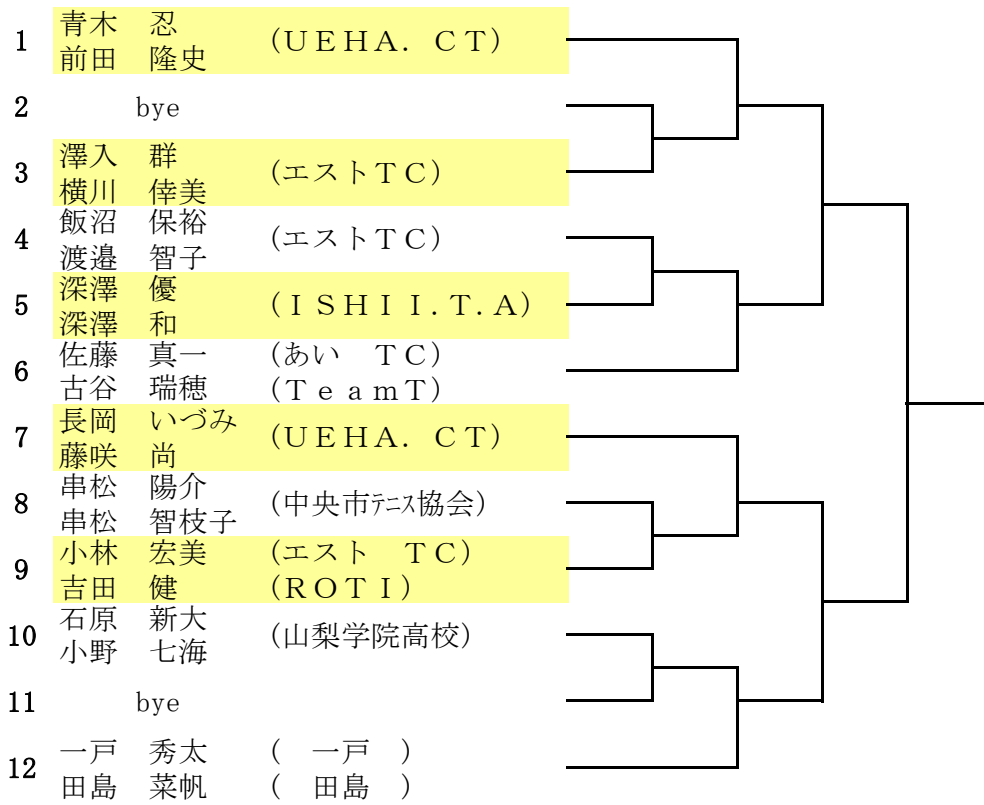 1 青木　忍 (UEHA. CT)
前田　隆史
2 bye
3 澤入　群 (エストTC)
横川　倖美
4 飯沼　保裕 (エストTC)
渡邉　智子
5 深澤　優 (ISHII.T.A)
深澤　和
6 佐藤　真一 (あい　TC)
古谷　瑞穂 (TeamT)
7 長岡　いづみ (UEHA. CT)
藤咲　尚
8 串松　陽介 (中央市ﾃﾆｽ協会)
串松　智枝子
9 小林　宏美 (エスト　TC)
吉田　健 (ROTI)
10 石原　新大 (山梨学院高校)
小野　七海
11 bye
12 一戸　秀太 (　一戸　)
田島　菜帆 (　田島　)